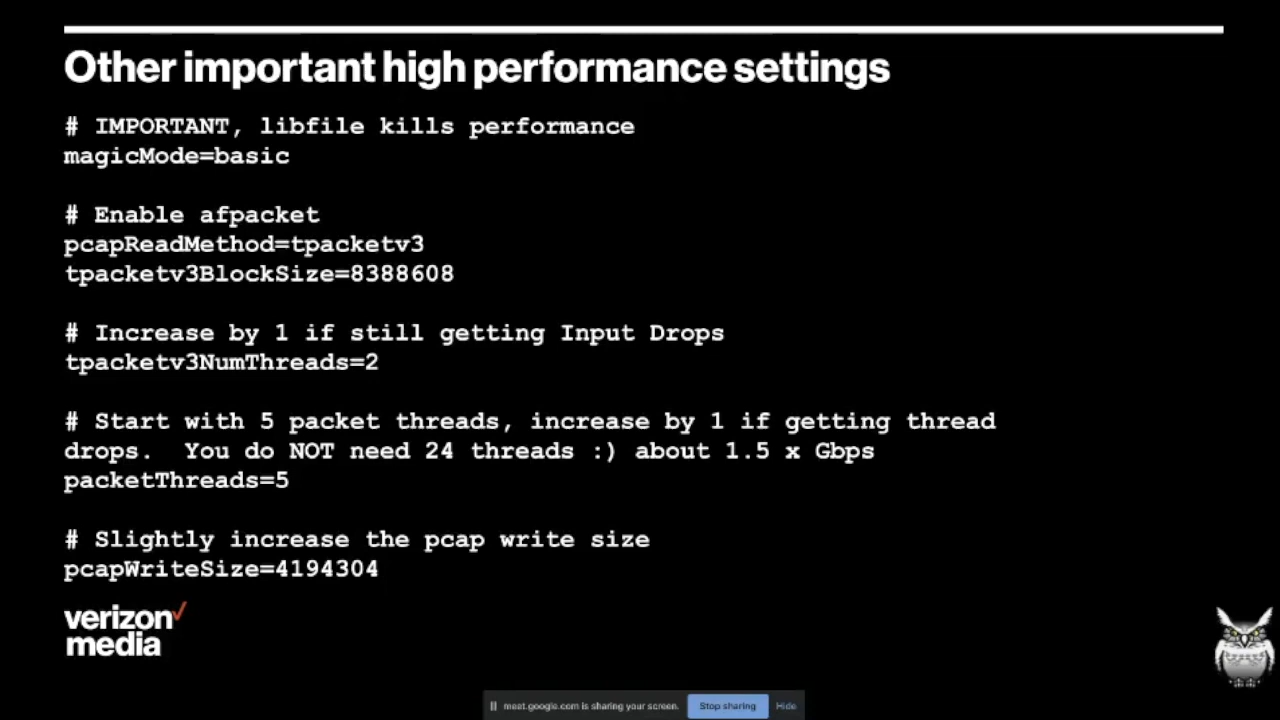 Other important high performance settings
# IMPORTANT, libfile kills performance
magicMode=basic
# Enable afpacket
pcapReadMethod=tpacketv3
tpacketv3BlockSize=8388608
# Increase by 1 if still getting Input Drops
tpacketv3NumThreads=2
# Start with 5 packet threads, increase by 1 if getting thread
drops.  You do NOT need 24 threads :) about 1.5 x Gbps
packetThreads=5
# Slightly increase the pcap write size
pcapWriteSize=4194304
verizon✓
media
meet.google.com is sharing your screen. Stop sharing Hide